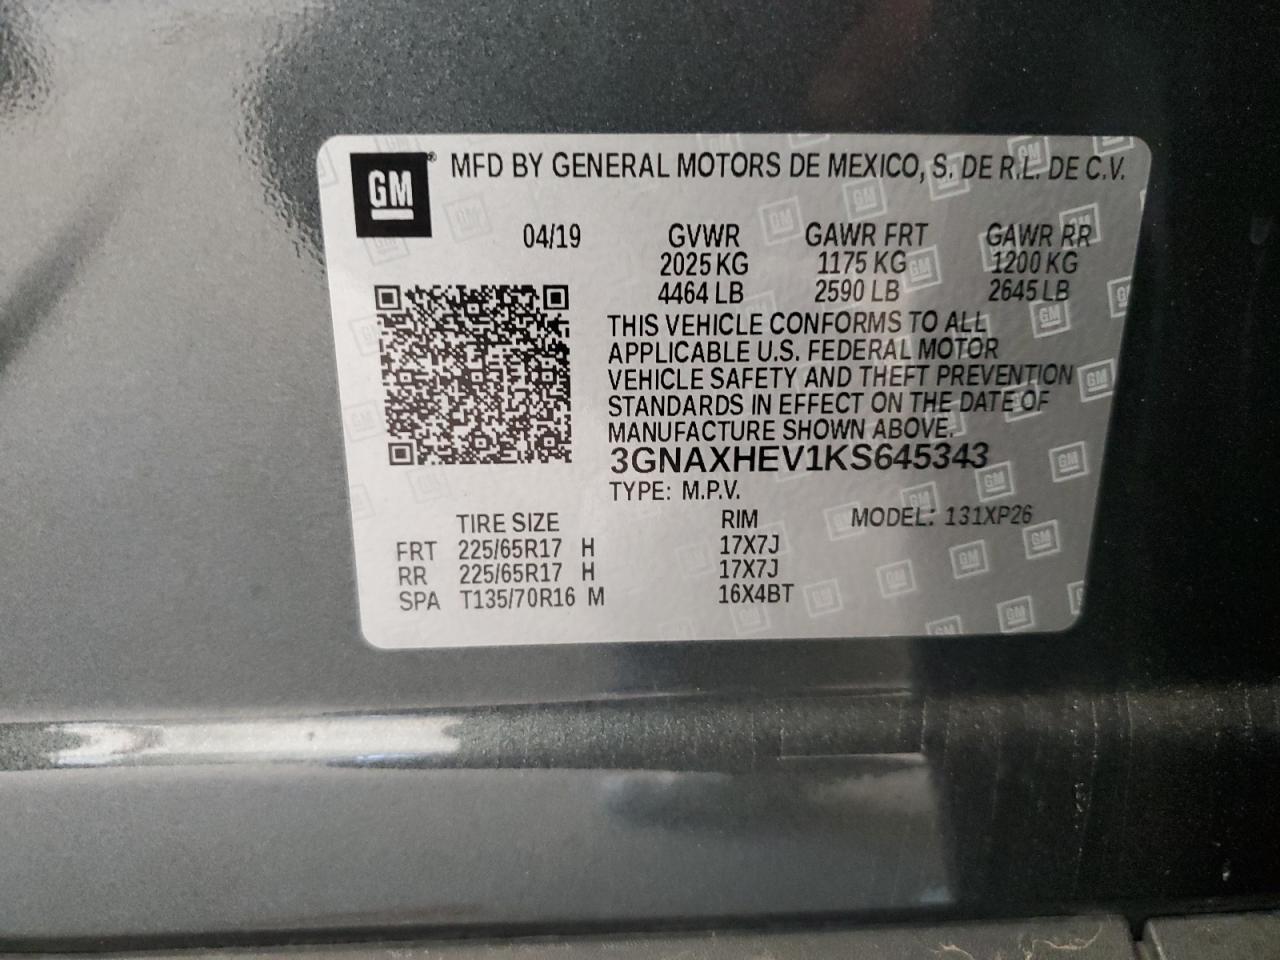 GM® MFD BY GENERAL MOTORS DE MEXICO, S. DE R.L. DE C.V.
04/19 GVWR GAWR FRT GAWR RR
2025 KG 1175 KG 1200 KG
4464 LB 2590 LB 2645 LB
THIS VEHICLE CONFORMS TO ALL
APPLICABLE U.S. FEDERAL MOTOR
VEHICLE SAFETY AND THEFT PREVENTION
STANDARDS IN EFFECT ON THE DATE OF
MANUFACTURE SHOWN ABOVE.
3GNAXHEV1KS645343
TYPE: M.P.V.
TIRE SIZE RIM MODEL: 131XP26
FRT 225/65R17 H 17X7J
RR 225/65R17 H 17X7J
SPA T135/70R16 M 16X4BT